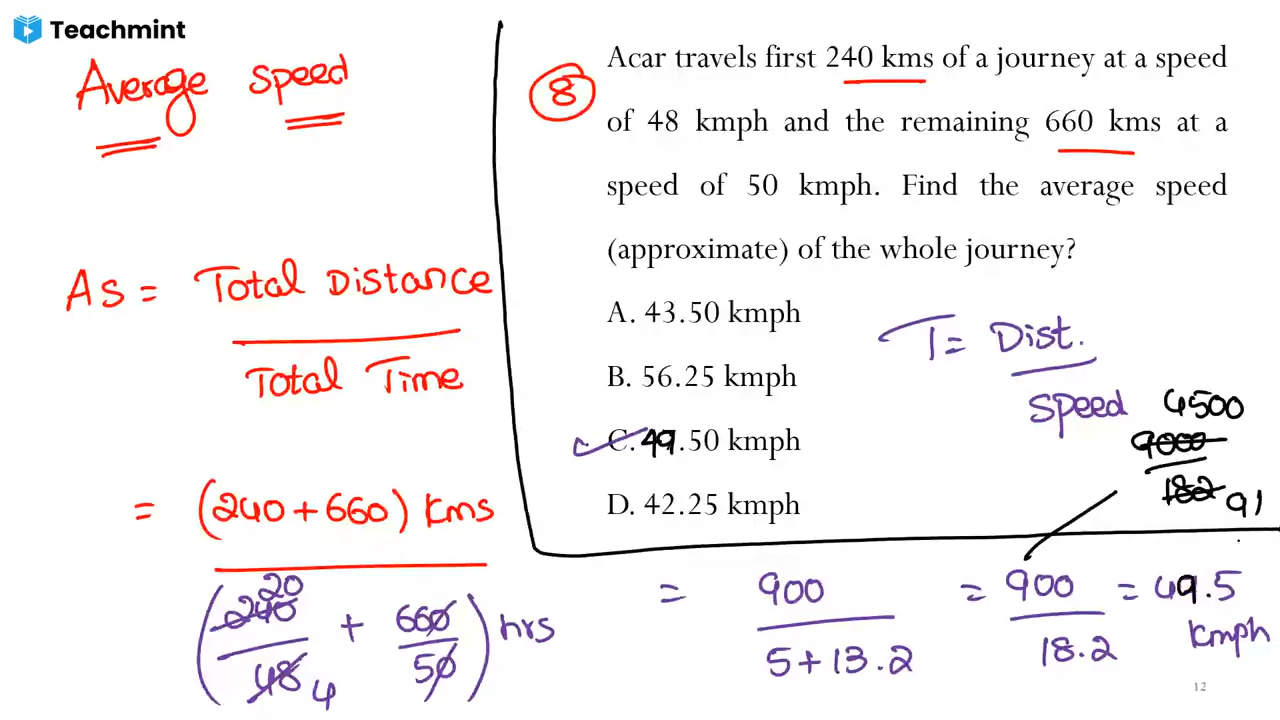 Teachmint
Average speed
AS = Total Distance
Total Time
= (240+660) kms
(240 20 / 48 4 + 660 / 50) hrs
8
Acar travels first 240 kms of a journey at a speed
of 48 kmph and the remaining 660 kms at a
speed of 50 kmph. Find the average speed
(approximate) of the whole journey?
A. 43.50 kmph
B. 56.25 kmph
C. 49.50 kmph
D. 42.25 kmph
T = Dist.
Speed
4500
9000
182 91
= 900 / 5+13.2 = 900 / 18.2 = 49.5
kmph
12